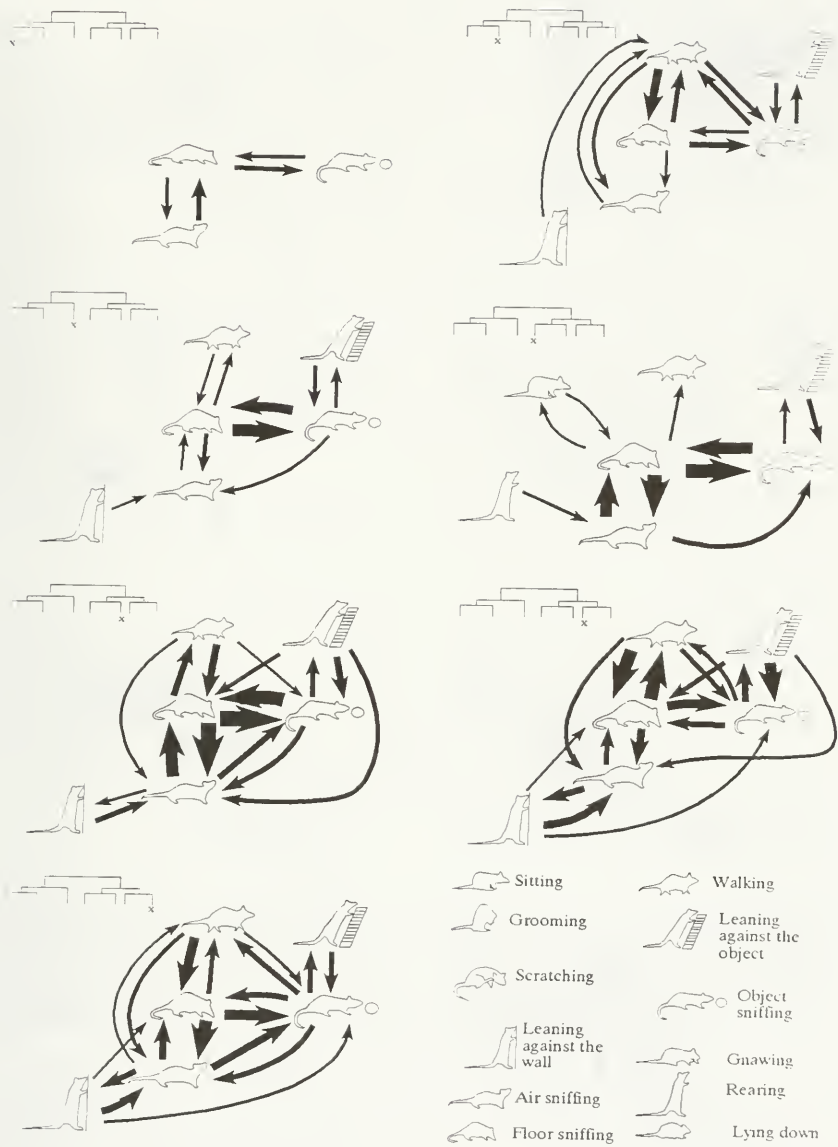 x
x
x
x
x
x
x
Sitting
Grooming
Scratching
Leaning
against the
wall
Air sniffing
Floor sniffing
Walking
Leaning
against the
object
Object
sniffing
Gnawing
Rearing
Lying down